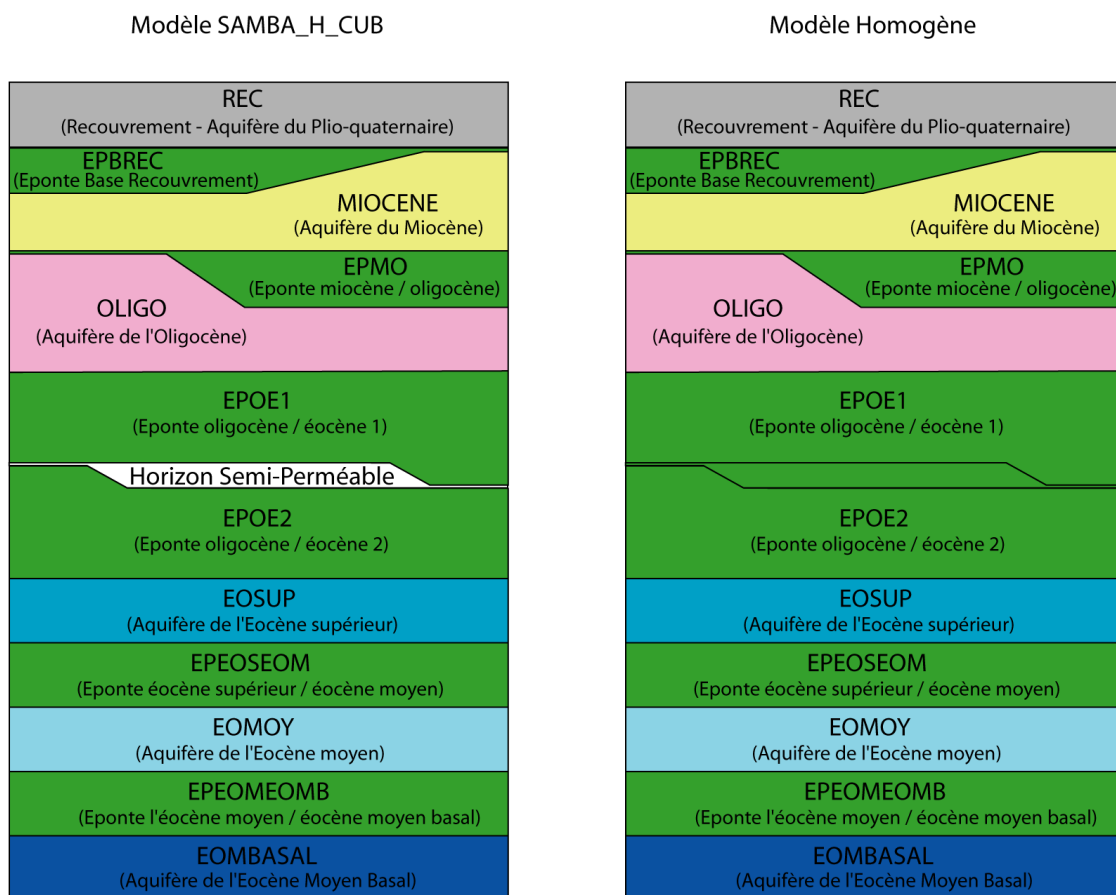 Modèle SAMBA_H_CUB
REC
(Recouvrement - Aquifère du Plio-quaternaire)
EPBREC
(Eponte Base Recouvrement)
MIOCENE
(Aquifère du Miocène)
EPMO
(Eponte miocène / oligocène)
OLIGO
(Aquifère de l'Oligocène)
EPOE1
(Eponte oligocène / éocène 1)
Horizon Semi-Perméable
EPOE2
(Eponte oligocène / éocène 2)
EOSUP
(Aquifère de l'Eocène supérieur)
EPEOSEOM
(Eponte éocène supérieur / éocène moyen)
EOMOY
(Aquifère de l'Eocène moyen)
EPEOMEOMB
(Eponte l'éocène moyen / éocène moyen basal)
EOMBASAL
(Aquifère de l'Eocène Moyen Basal)
Modèle Homogène
REC
(Recouvrement - Aquifère du Plio-quaternaire)
EPBREC
(Eponte Base Recouvrement)
MIOCENE
(Aquifère du Miocène)
EPMO
(Eponte miocène / oligocène)
OLIGO
(Aquifère de l'Oligocène)
EPOE1
(Eponte oligocène / éocène 1)
EPOE2
(Eponte oligocène / éocène 2)
EOSUP
(Aquifère de l'Eocène supérieur)
EPEOSEOM
(Eponte éocène supérieur / éocène moyen)
EOMOY
(Aquifère de l'Eocène moyen)
EPEOMEOMB
(Eponte l'éocène moyen / éocène moyen basal)
EOMBASAL
(Aquifère de l'Eocène Moyen Basal)